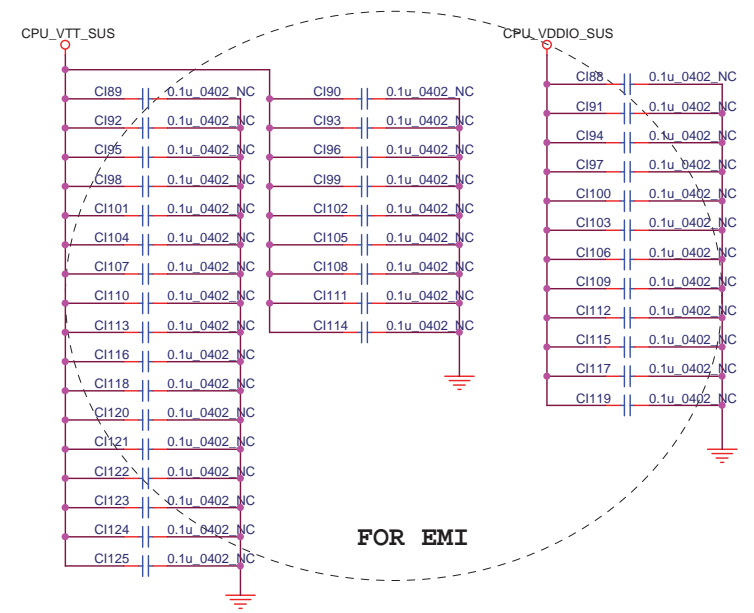 CPU_VTT_SUS
CPU_VDDIO_SUS
CI89 0.1u_0402_NC
CI92 0.1u_0402_NC
CI95 0.1u_0402_NC
CI98 0.1u_0402_NC
CI101 0.1u_0402_NC
CI104 0.1u_0402_NC
CI107 0.1u_0402_NC
CI110 0.1u_0402_NC
CI113 0.1u_0402_NC
CI116 0.1u_0402_NC
CI118 0.1u_0402_NC
CI120 0.1u_0402_NC
CI121 0.1u_0402_NC
CI122 0.1u_0402_NC
CI123 0.1u_0402_NC
CI124 0.1u_0402_NC
CI125 0.1u_0402_NC
CI90 0.1u_0402_NC
CI93 0.1u_0402_NC
CI96 0.1u_0402_NC
CI99 0.1u_0402_NC
CI102 0.1u_0402_NC
CI105 0.1u_0402_NC
CI108 0.1u_0402_NC
CI111 0.1u_0402_NC
CI114 0.1u_0402_NC
CI88 0.1u_0402_NC
CI91 0.1u_0402_NC
CI94 0.1u_0402_NC
CI97 0.1u_0402_NC
CI100 0.1u_0402_NC
CI103 0.1u_0402_NC
CI106 0.1u_0402_NC
CI109 0.1u_0402_NC
CI112 0.1u_0402_NC
CI115 0.1u_0402_NC
CI117 0.1u_0402_NC
CI119 0.1u_0402_NC
FOR EMI